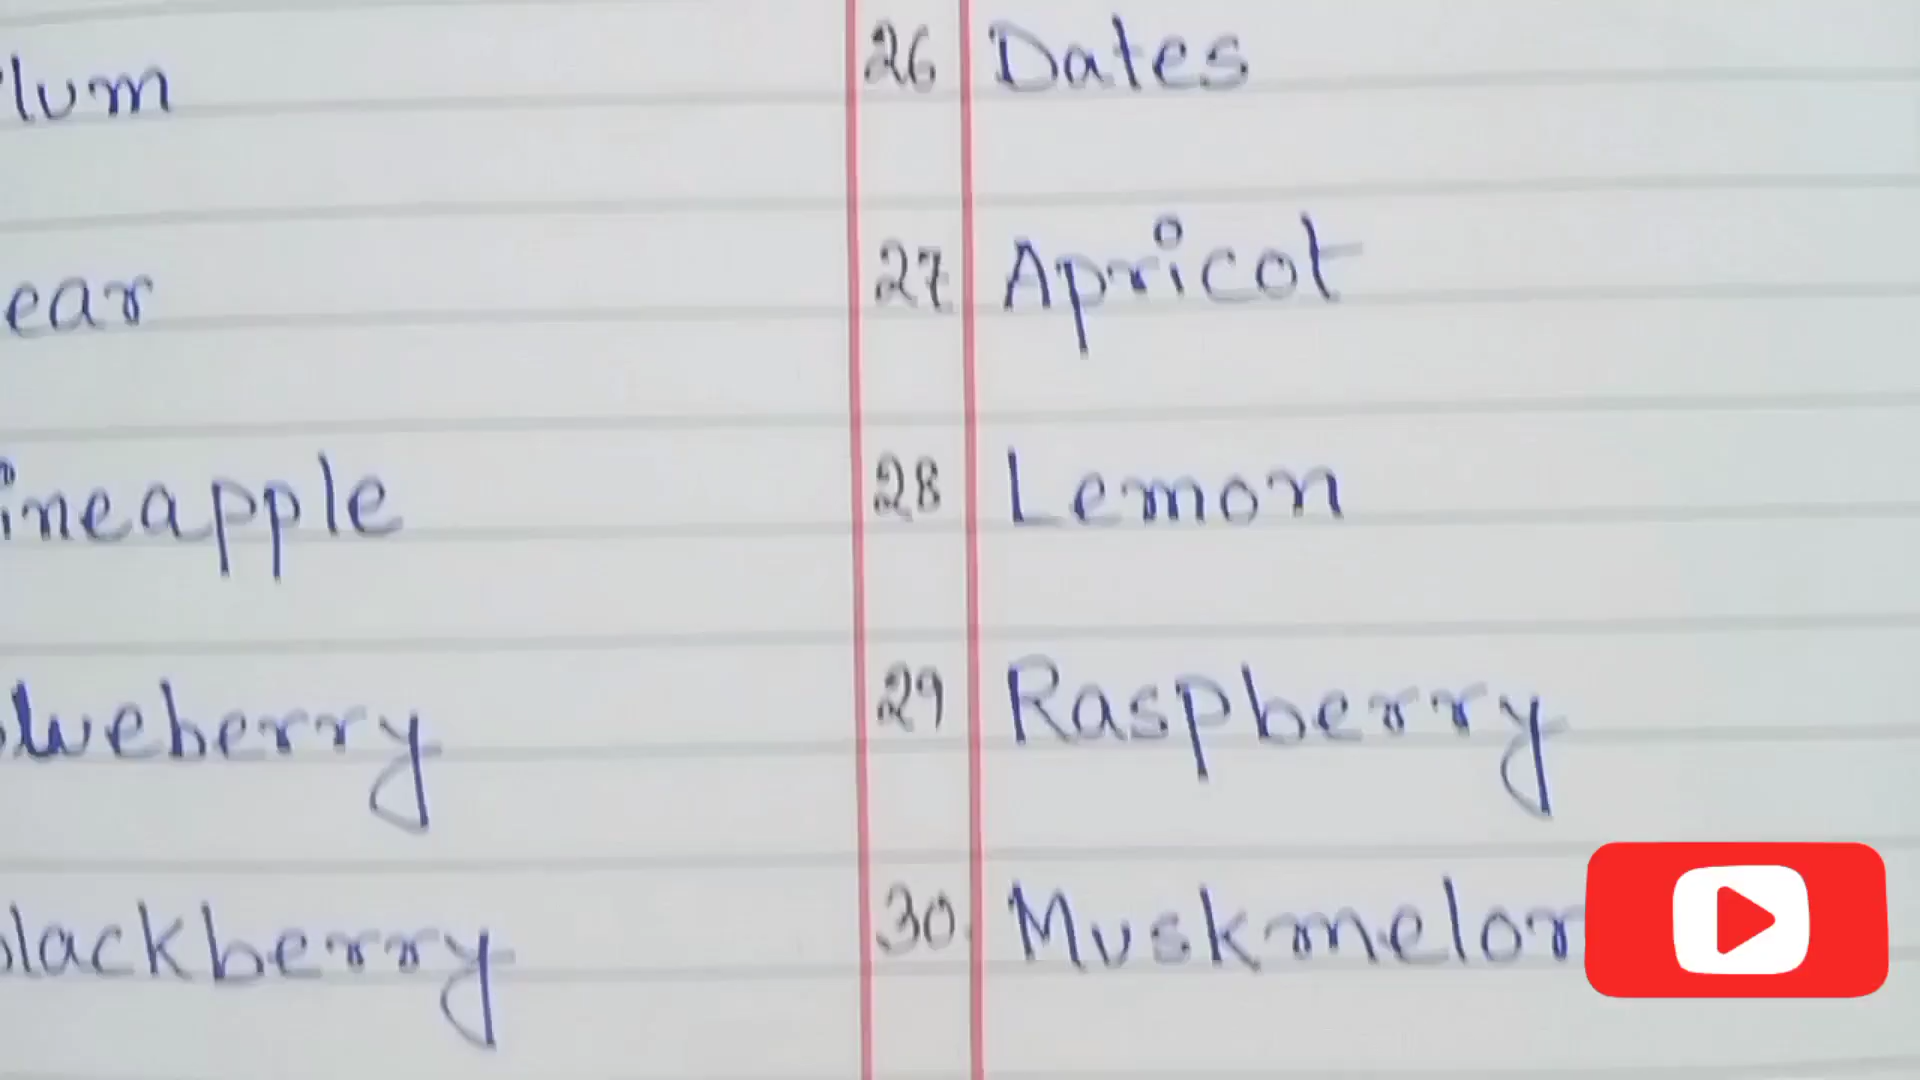 lum
ear
ineapple
lueberry
lackberry
26 Dates
27 Apricot
28 Lemon
29 Raspberry
30. Muskmelon